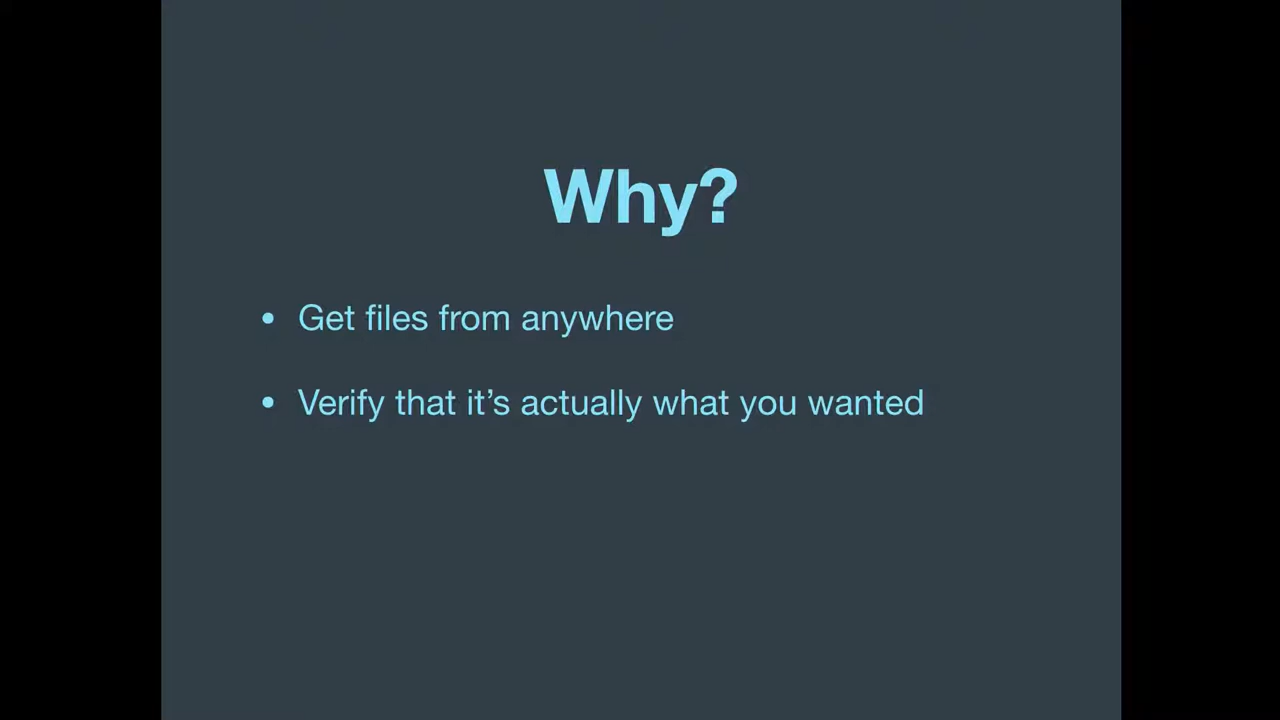 Why?
• Get files from anywhere
• Verify that it’s actually what you wanted